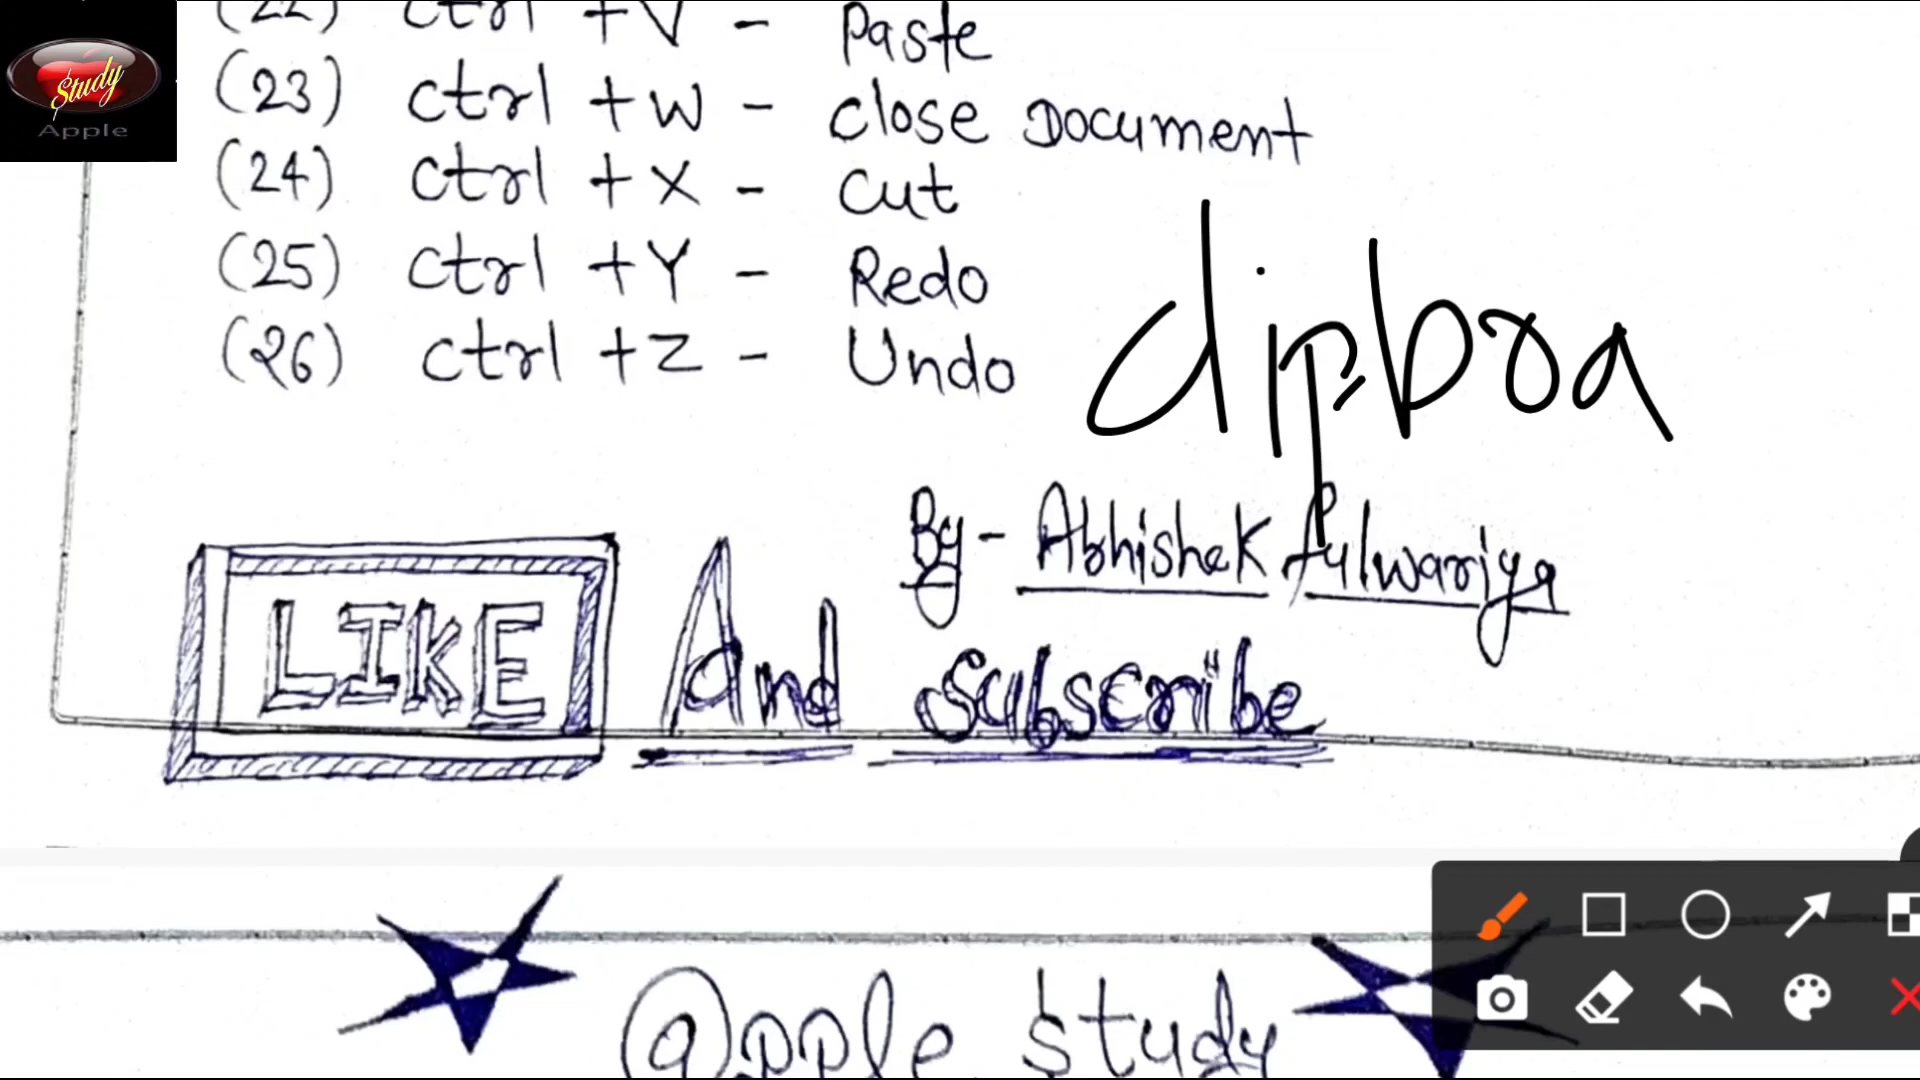 Study
Apple
(22) ctrl + V - Paste
(23) ctrl + W - Close Document
(24) ctrl + X - Cut
(25) ctrl + Y - Redo
(26) ctrl + Z - Undo
dipbra
By - Abhishek fulwariya
LIKE And Subscribe
@pple study